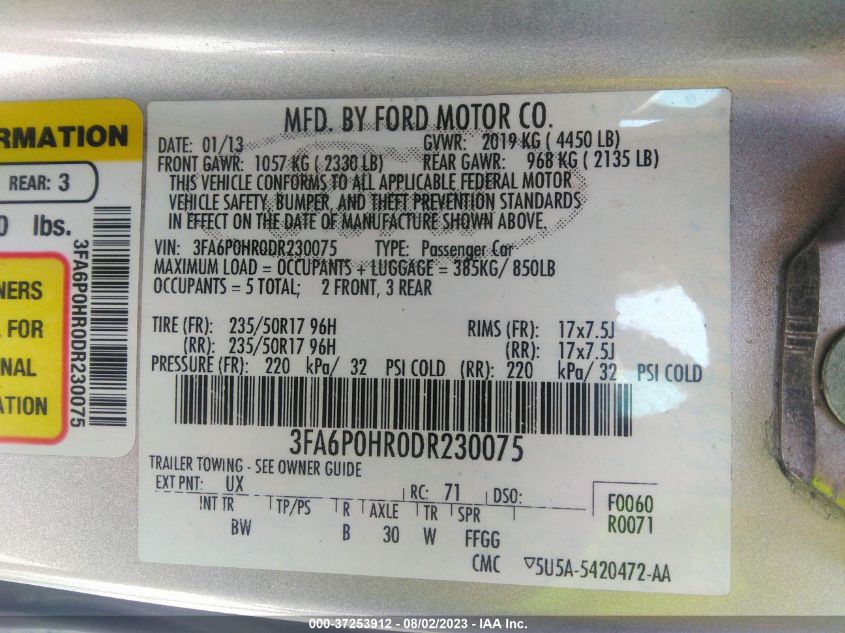 RMATION
REAR: 3
0 lbs.
3FA6P0HR0DR230075
NERS
L FOR
ONAL
ATION
MFD. BY FORD MOTOR CO.
DATE: 01/13 GVWR: 2019 KG ( 4450 LB)
FRONT GAWR: 1057 KG ( 2330 LB) REAR GAWR: 968 KG ( 2135 LB)
THIS VEHICLE CONFORMS TO ALL APPLICABLE FEDERAL MOTOR
VEHICLE SAFETY, BUMPER, AND THEFT PREVENTION STANDARDS
IN EFFECT ON THE DATE OF MANUFACTURE SHOWN ABOVE.
VIN: 3FA6P0HR0DR230075 TYPE: Passenger Car
MAXIMUM LOAD = OCCUPANTS + LUGGAGE = 385KG/ 850LB
OCCUPANTS = 5 TOTAL; 2 FRONT, 3 REAR
TIRE (FR): 235/50R17 96H RIMS (FR): 17x7.5J
(RR): 235/50R17 96H (RR): 17x7.5J
PRESSURE (FR): 220 kPa/ 32 PSI COLD (RR): 220 kPa/ 32 PSI COLD
3FA6P0HR0DR230075
TRAILER TOWING - SEE OWNER GUIDE
EXT PNT: UX RC: 71 DSO:
INT TR TP/PS R AXLE TR SPR
BW B 30 W FFGG
F0060
R0071
CMC ▽5U5A-5420472-AA
000-37253912 - 08/02/2023 - IAA Inc.